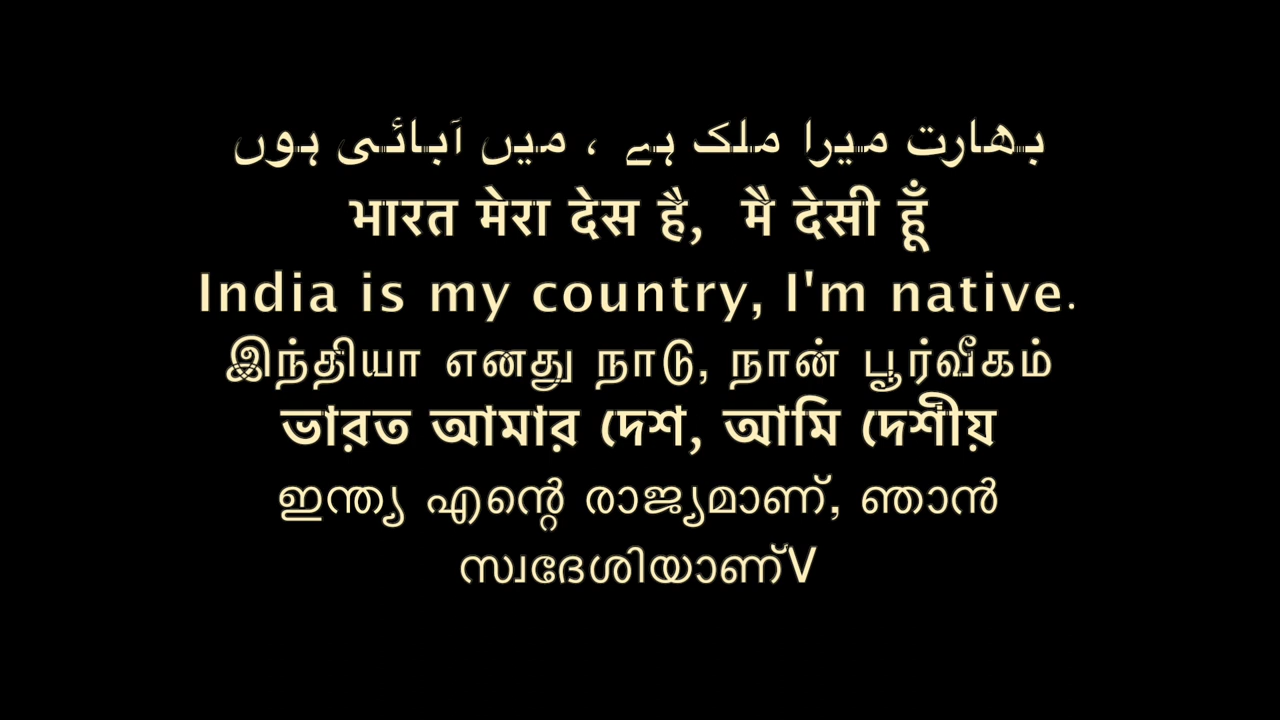 بھارت میرا ملک ہے ، میں آبائی ہوں
भारत मेरा देस है, मै देसी हूँ
India is my country, I'm native.
இந்தியா எனது நாடு, நான் பூர்வீகம்
ভারত আমার দেশ, আমি দেশীয়
ഇന്ത്യ എന്റെ രാജ്യമാണ്, ഞാൻ
സ്വദേശിയാണ്V